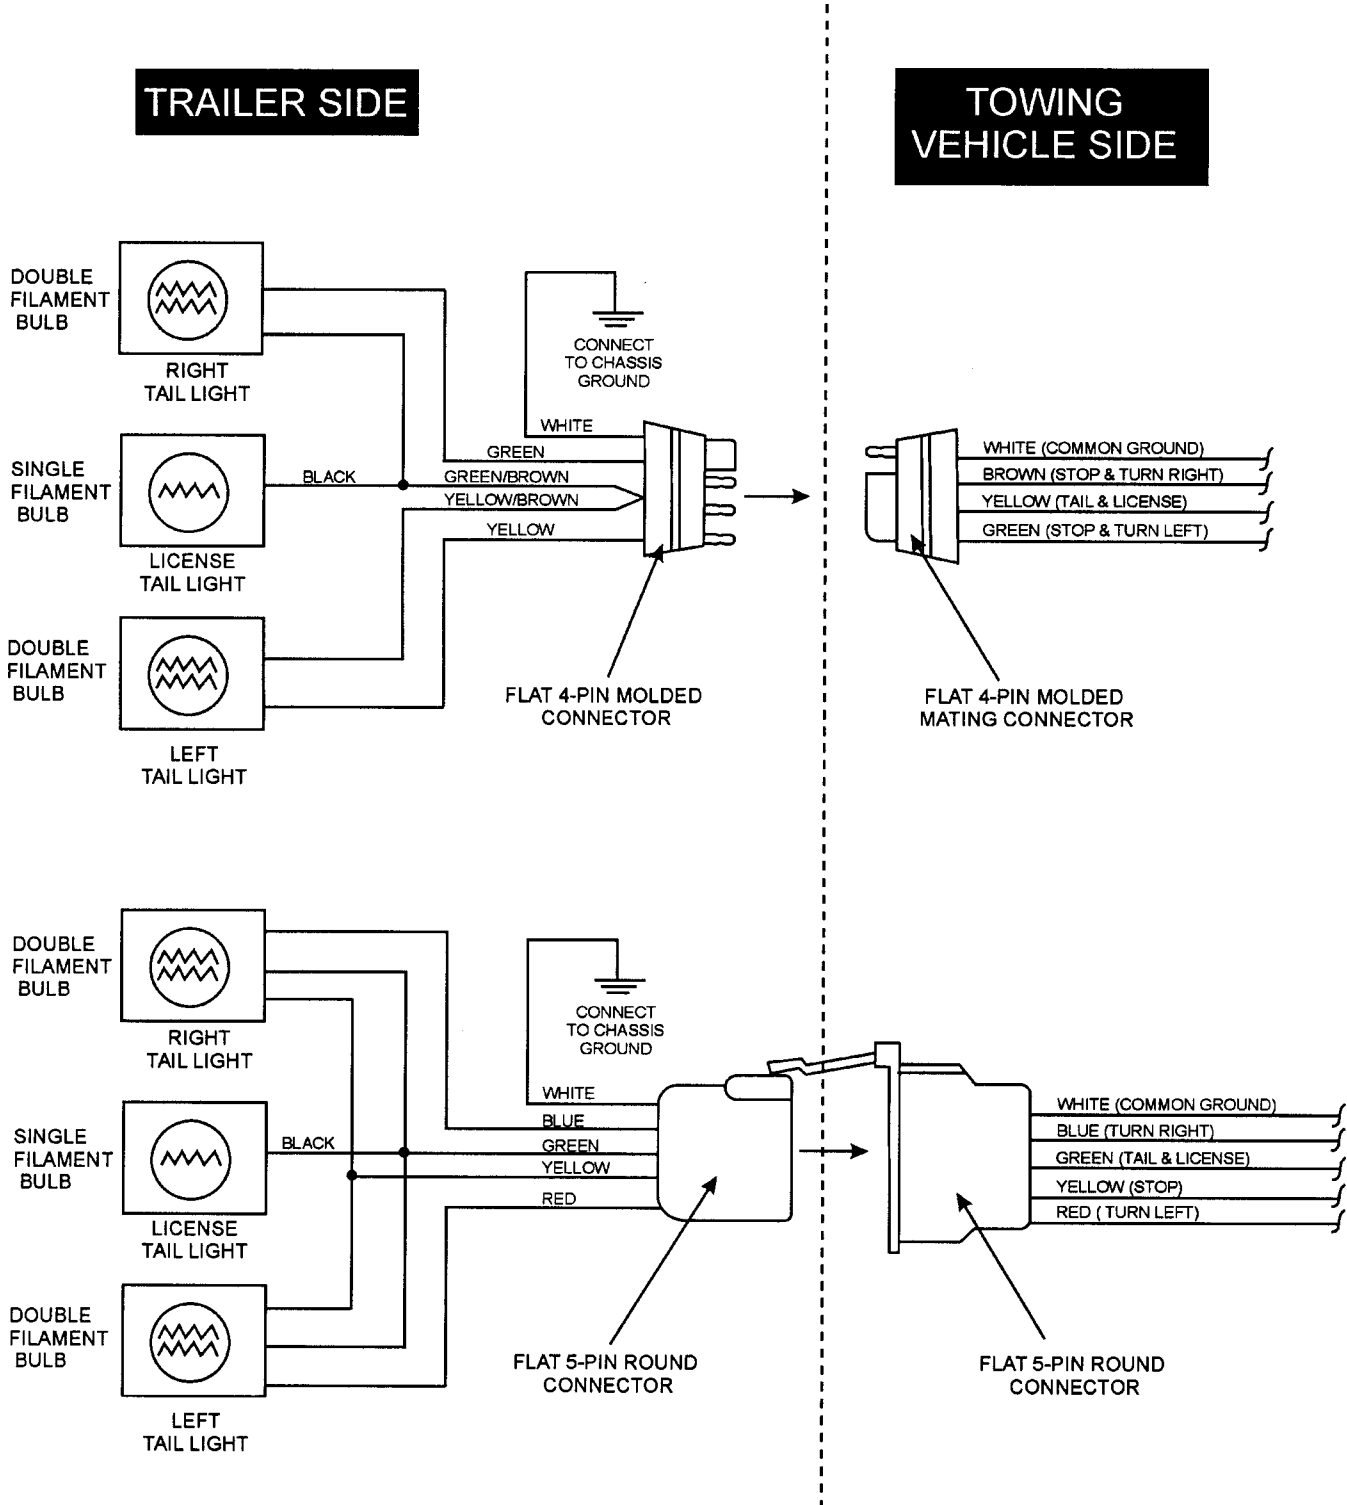 TRAILER SIDE
TOWING
VEHICLE SIDE
DOUBLE
FILAMENT
BULB
RIGHT
TAIL LIGHT
CONNECT
TO CHASSIS
GROUND
SINGLE
FILAMENT
BULB
LICENSE
TAIL LIGHT
BLACK
WHITE
GREEN
GREEN/BROWN
YELLOW/BROWN
YELLOW
WHITE (COMMON GROUND)
BROWN (STOP & TURN RIGHT)
YELLOW (TAIL & LICENSE)
GREEN (STOP & TURN LEFT)
DOUBLE
FILAMENT
BULB
LEFT
TAIL LIGHT
FLAT 4-PIN MOLDED
CONNECTOR
FLAT 4-PIN MOLDED
MATING CONNECTOR
DOUBLE
FILAMENT
BULB
RIGHT
TAIL LIGHT
CONNECT
TO CHASSIS
GROUND
SINGLE
FILAMENT
BULB
LICENSE
TAIL LIGHT
BLACK
WHITE
BLUE
GREEN
YELLOW
RED
WHITE (COMMON GROUND)
BLUE (TURN RIGHT)
GREEN (TAIL & LICENSE)
YELLOW (STOP)
RED ( TURN LEFT)
DOUBLE
FILAMENT
BULB
LEFT
TAIL LIGHT
FLAT 5-PIN ROUND
CONNECTOR
FLAT 5-PIN ROUND
CONNECTOR